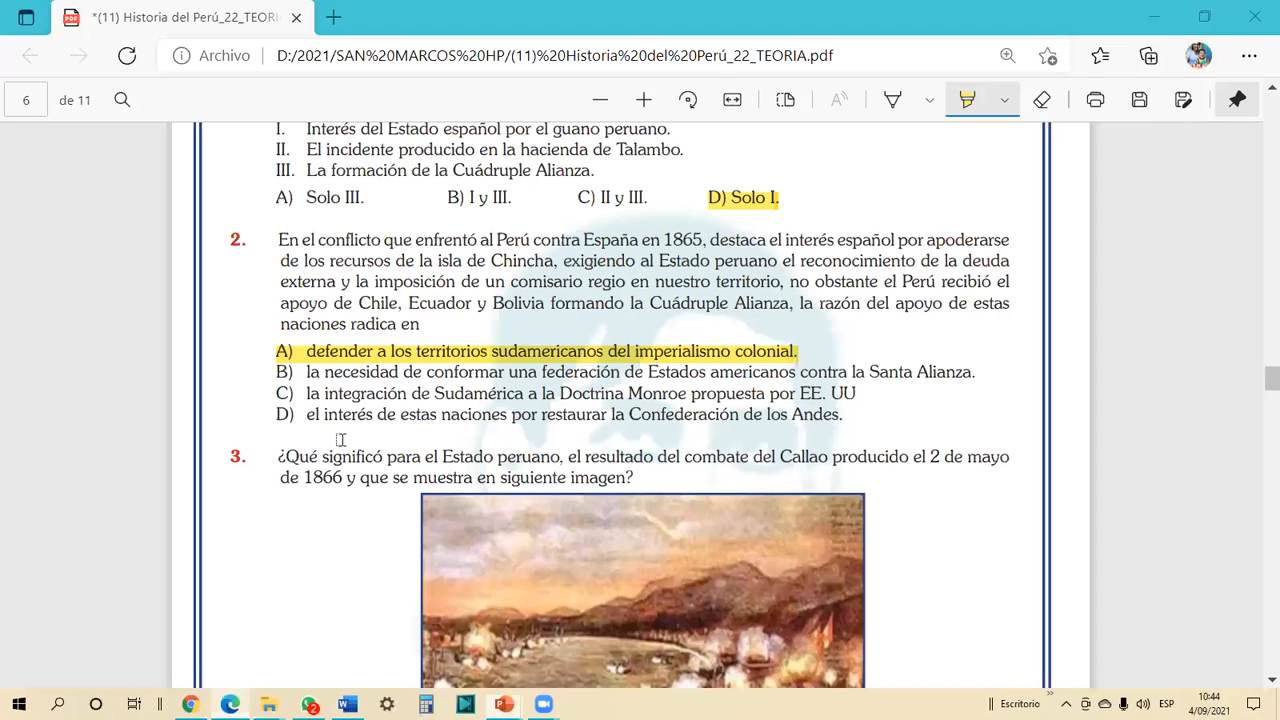 *(11) Historia del Perú_22_TEORI
Archivo
D:/2021/SAN%20MARCOS%20HP/(11)%20Historia%20del%20Perú_22_TEORIA.pdf
6 de 11
I. Interés del Estado español por el guano peruano.
II. El incidente producido en la hacienda de Talambo.
III. La formación de la Cuádruple Alianza.
A) Solo III. B) I y III. C) II y III. D) Solo I.
2. En el conflicto que enfrentó al Perú contra España en 1865, destaca el interés español por apoderarse
de los recursos de la isla de Chincha, exigiendo al Estado peruano el reconocimiento de la deuda
externa y la imposición de un comisario regio en nuestro territorio, no obstante el Perú recibió el
apoyo de Chile, Ecuador y Bolivia formando la Cuádruple Alianza, la razón del apoyo de estas
naciones radica en
A) defender a los territorios sudamericanos del imperialismo colonial.
B) la necesidad de conformar una federación de Estados americanos contra la Santa Alianza.
C) la integración de Sudamérica a la Doctrina Monroe propuesta por EE. UU
D) el interés de estas naciones por restaurar la Confederación de los Andes.
3. ¿Qué significó para el Estado peruano, el resultado del combate del Callao producido el 2 de mayo
de 1866 y que se muestra en siguiente imagen?
2
Escritorio
ESP
10:44
4/09/2021